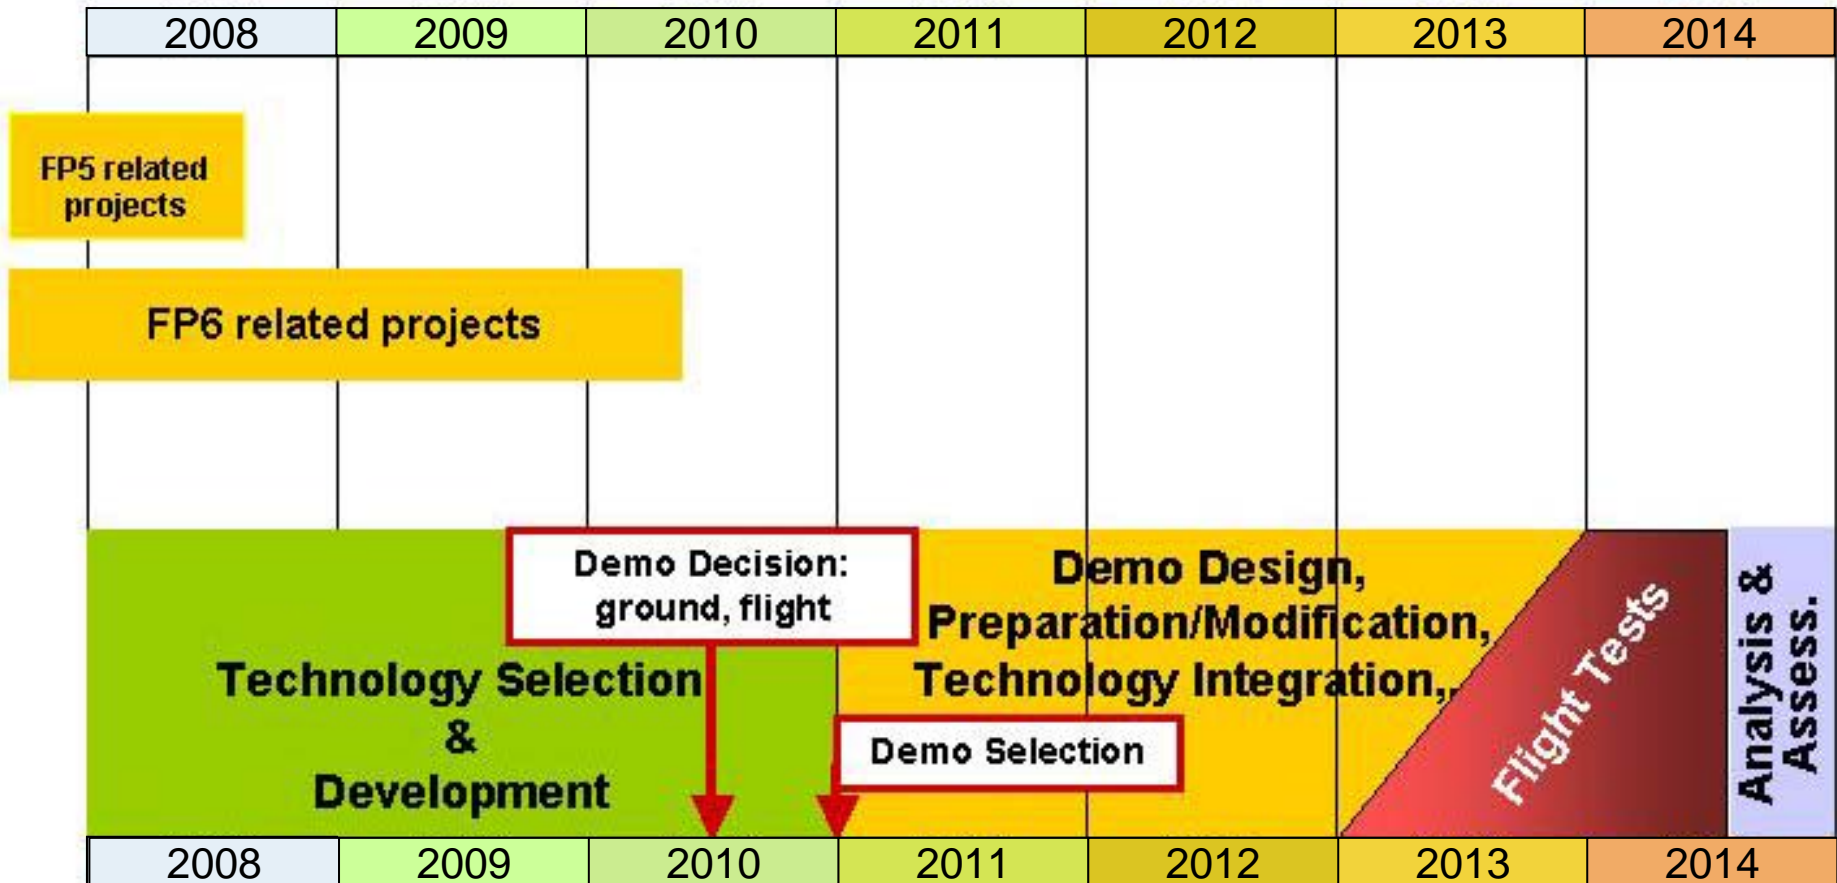 2008 2009 2010 2011 2012 2013 2014
FP5 related
projects
FP6 related projects
Demo Decision:
ground, flight
Technology Selection
&
Development
Demo Design,
Preparation/Modification,
Technology Integration,,
Demo Selection
Flight Tests
Analysis &
Assess.
2008 2009 2010 2011 2012 2013 2014